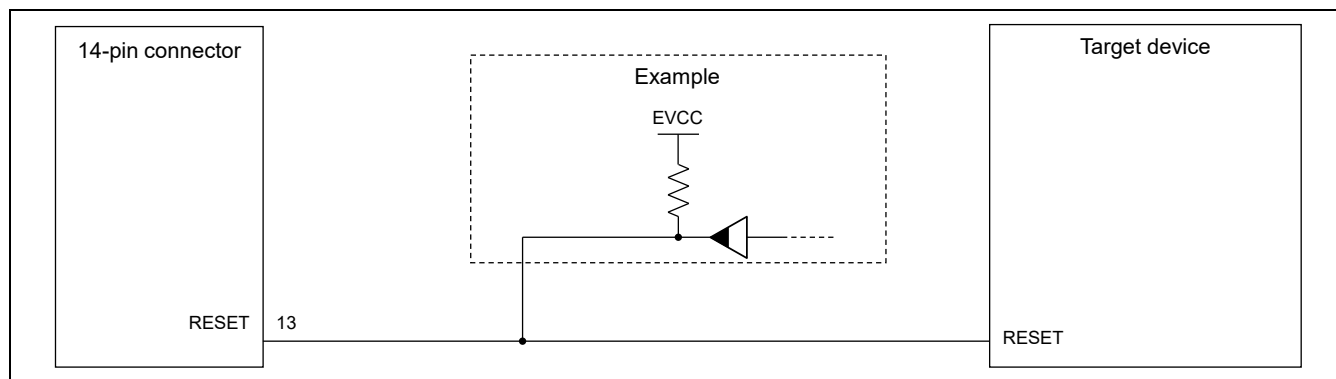 14-pin connector
Example
EVCC
Target device
RESET 13
RESET